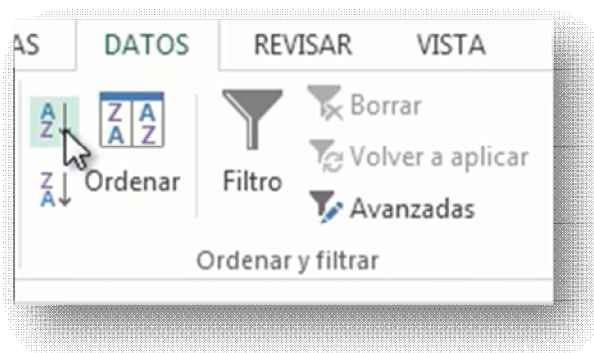 AS DATOS REVISAR VISTA
A Z
Z A
Z A A Z
Ordenar
Filtro
Borrar
Volver a aplicar
Avanzadas
Ordenar y filtrar